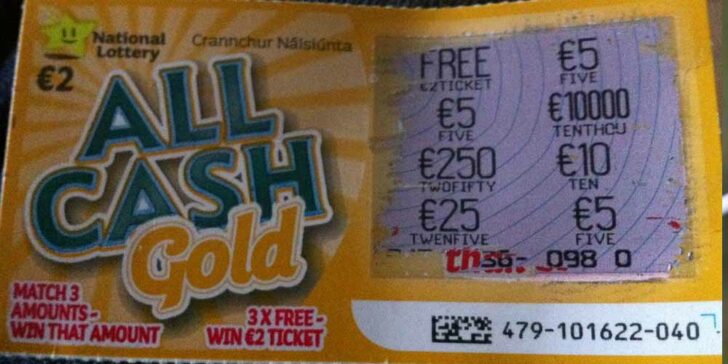 National
Lottery
Crannchur Náisiúnta
€2
ALL
CASH
Gold
MATCH 3
AMOUNTS-
WIN THAT AMOUNT
3 X FREE-
WIN €2 TICKET
FREE
€2TICKET
€5
FIVE
€5
FIVE
€10000
TENTHOU
€250
TWOFIFTY
€10
TEN
€25
TWENFIVE
€5
FIVE
098 0
479-101622-040